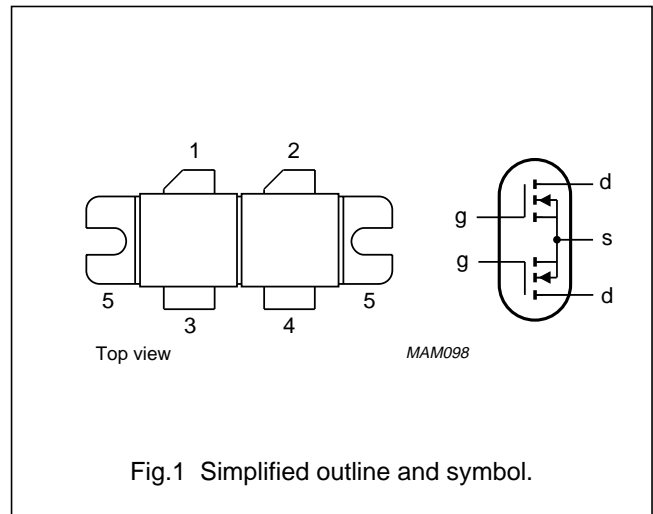 1 2
5 5
3 4
Top view
MAM098
d
g
s
g
d
Fig.1 Simplified outline and symbol.